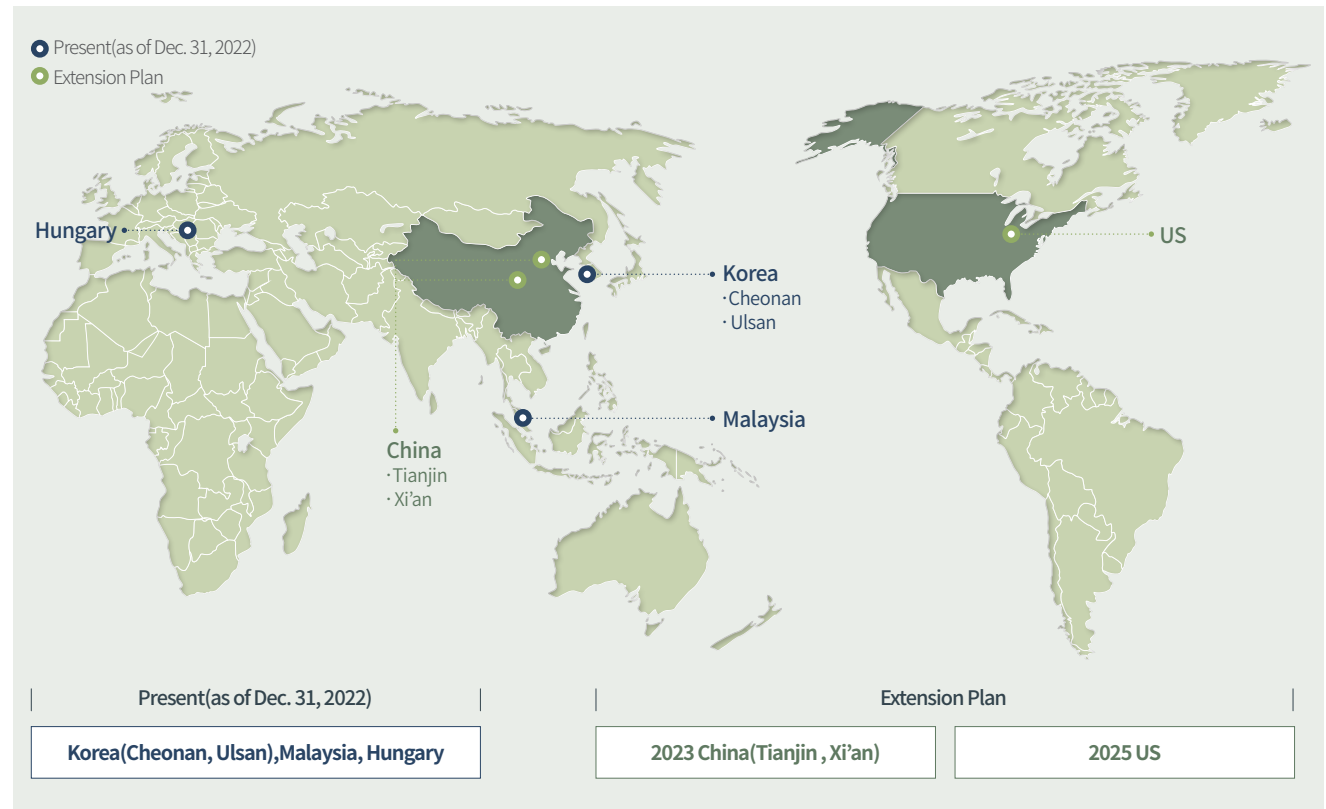 Present(as of Dec. 31, 2022)
Extension Plan
Hungary
US
Korea
·Cheonan
·Ulsan
Malaysia
China
·Tianjin
·Xi’an
Present(as of Dec. 31, 2022)
Extension Plan
Korea(Cheonan, Ulsan),Malaysia, Hungary
2023 China(Tianjin , Xi’an)
2025 US